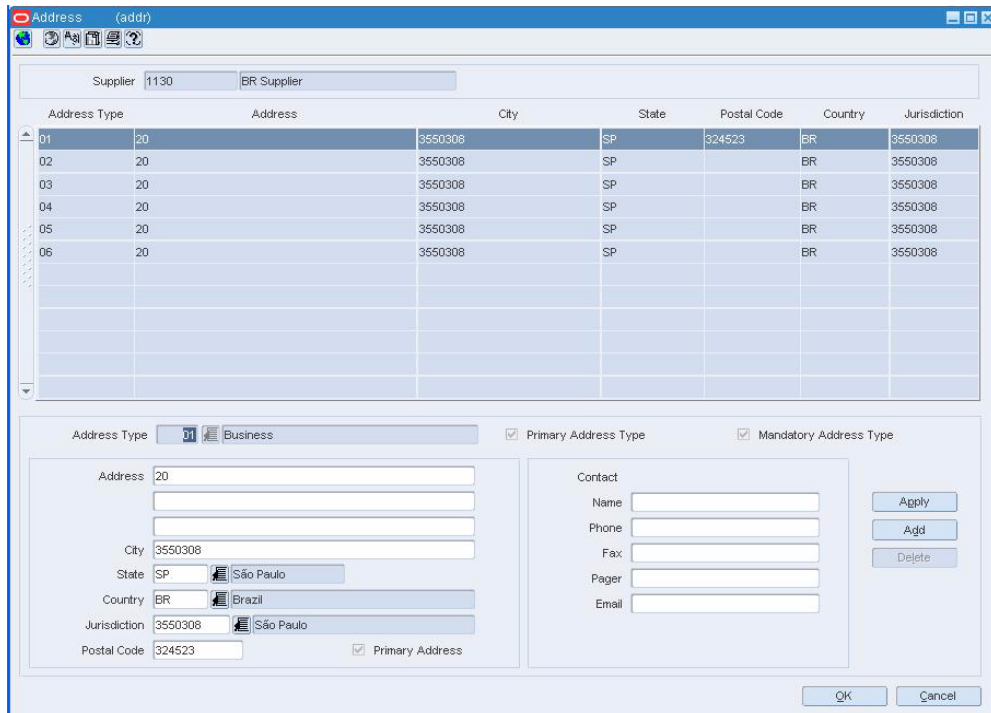 Address (addr)
Supplier 1130 BR Supplier
Address Type Address City State Postal Code Country Jurisdiction
01 20 3550308 SP 324523 BR 3550308
02 20 3550308 SP BR 3550308
03 20 3550308 SP BR 3550308
04 20 3550308 SP BR 3550308
05 20 3550308 SP BR 3550308
06 20 3550308 SP BR 3550308
Address Type 01 Business Primary Address Type Mandatory Address Type
Address 20
City 3550308
State SP São Paulo
Country BR Brazil
Jurisdiction 3550308 São Paulo
Postal Code 324523 Primary Address
Contact
Name
Phone
Fax
Pager
Email
Apply
Add
Delete
OK Cancel